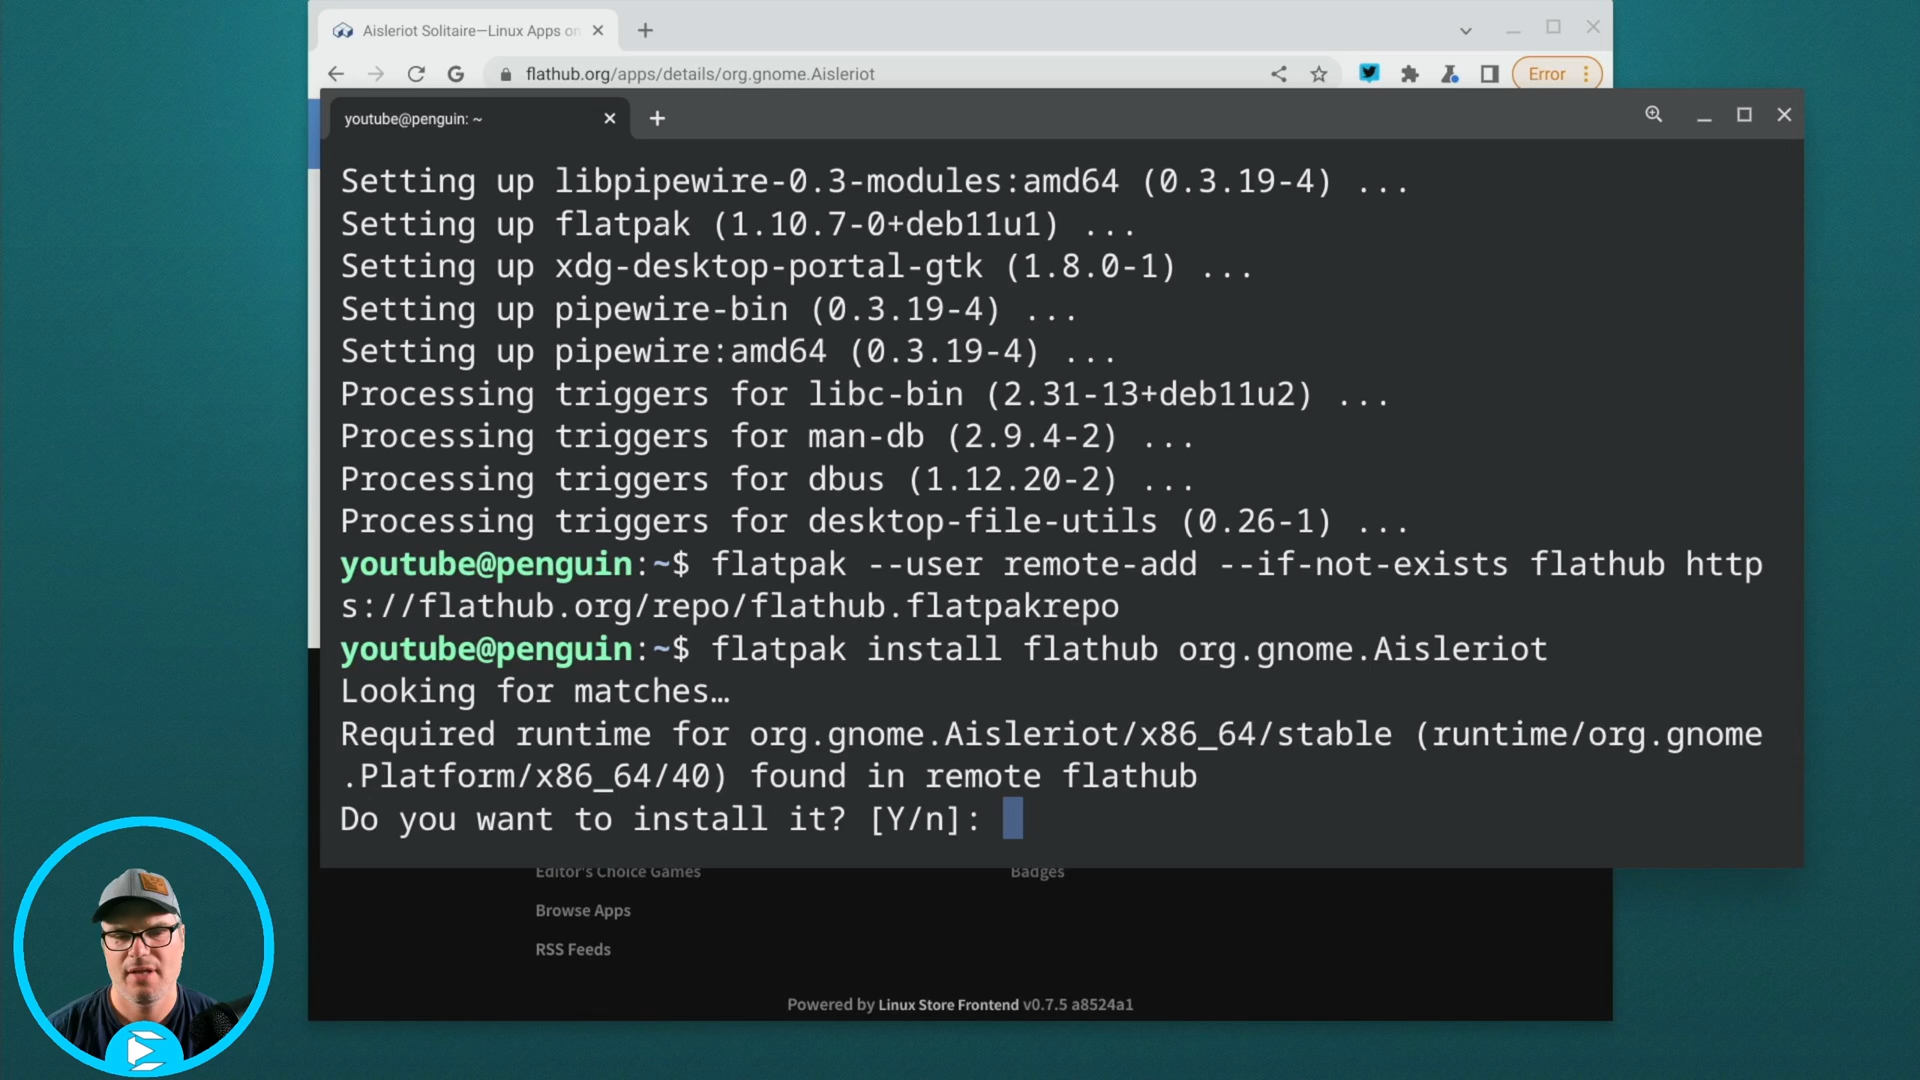 Aisleriot Solitaire—Linux Apps on
flathub.org/apps/details/org.gnome.Aisleriot
Error
youtube@penguin: ~
Setting up libpipewire-0.3-modules:amd64 (0.3.19-4) ...
Setting up flatpak (1.10.7-0+deb11u1) ...
Setting up xdg-desktop-portal-gtk (1.8.0-1) ...
Setting up pipewire-bin (0.3.19-4) ...
Setting up pipewire:amd64 (0.3.19-4) ...
Processing triggers for libc-bin (2.31-13+deb11u2) ...
Processing triggers for man-db (2.9.4-2) ...
Processing triggers for dbus (1.12.20-2) ...
Processing triggers for desktop-file-utils (0.26-1) ...
youtube@penguin:~$ flatpak --user remote-add --if-not-exists flathub http
s://flathub.org/repo/flathub.flatpakrepo
youtube@penguin:~$ flatpak install flathub org.gnome.Aisleriot
Looking for matches…
Required runtime for org.gnome.Aisleriot/x86_64/stable (runtime/org.gnome
.Platform/x86_64/40) found in remote flathub
Do you want to install it? [Y/n]:
Editor's Choice Games
Badges
Browse Apps
RSS Feeds
Powered by Linux Store Frontend v0.7.5 a8524a1